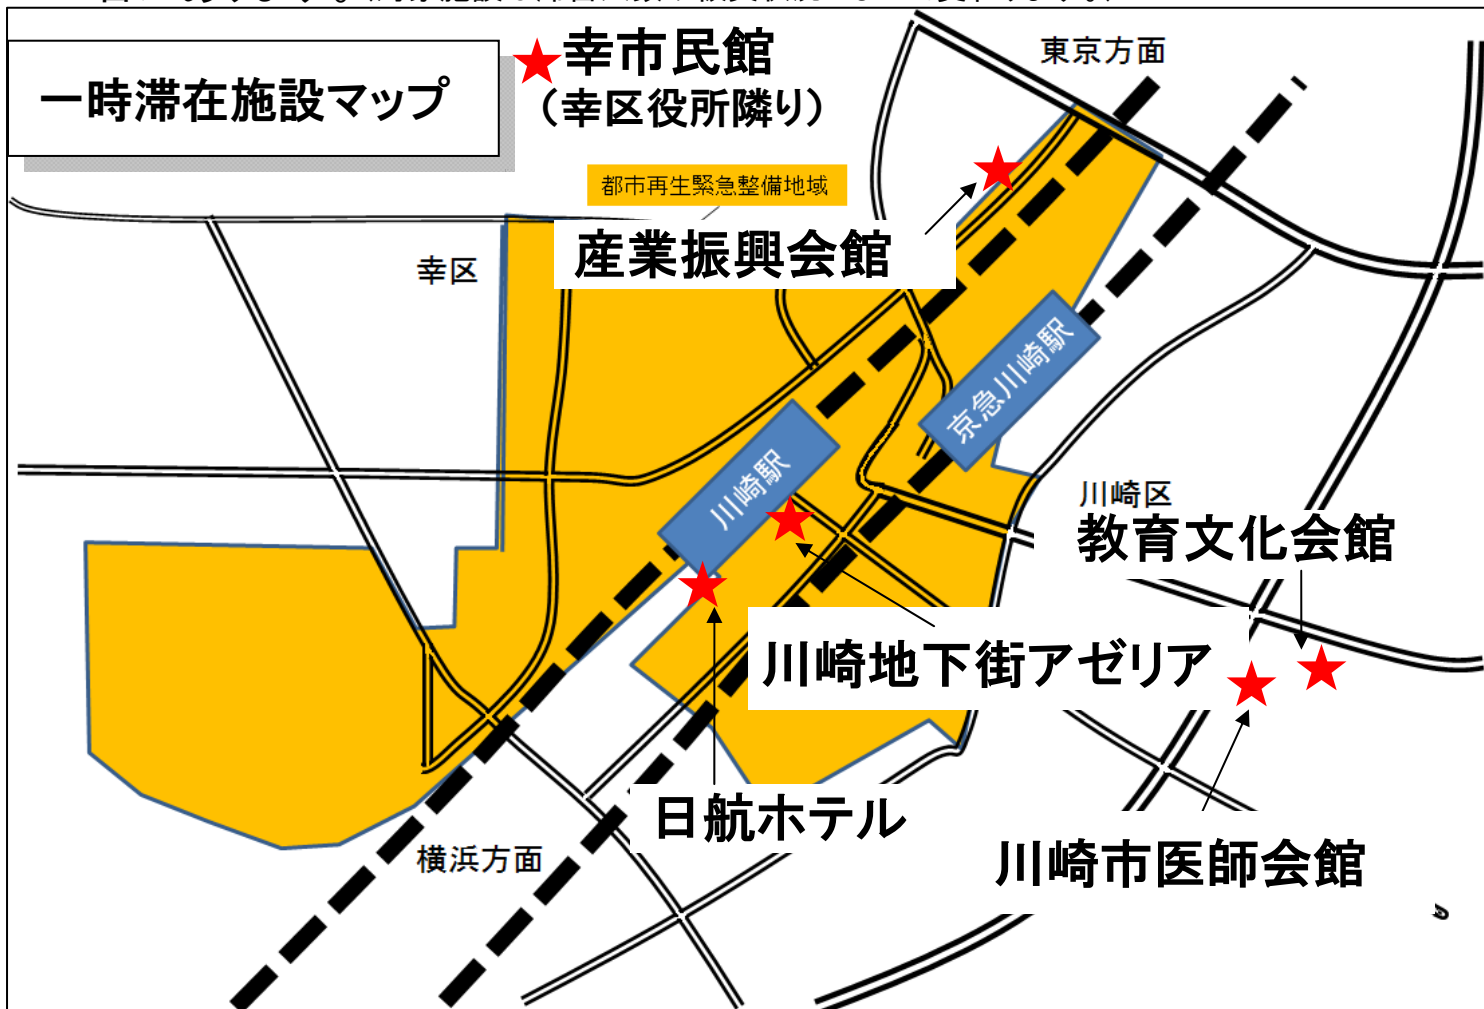 一時滞在施設マップ
幸市民館
（幸区役所隣り）
東京方面
都市再生緊急整備地域
産業振興会館
幸区
京急川崎駅
川崎駅
川崎区
教育文化会館
川崎地下街アゼリア
日航ホテル
川崎市医師会館
横浜方面